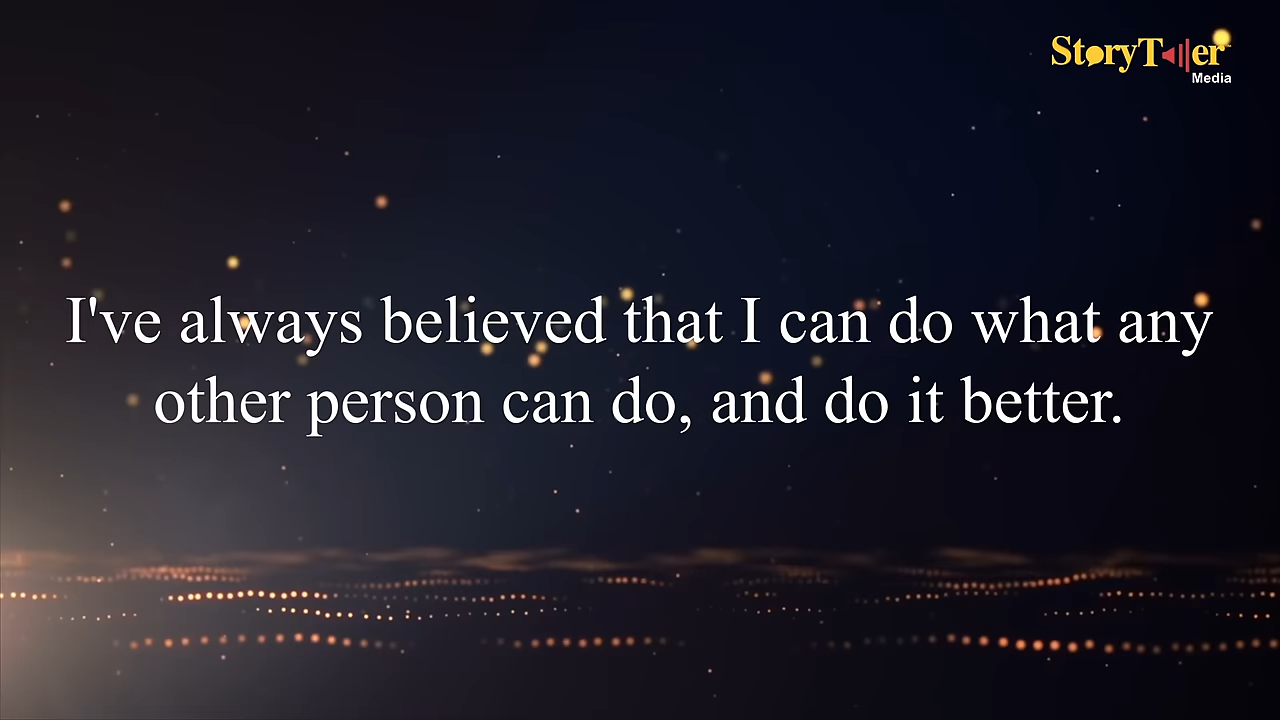 StoryTeller
Media
I've always believed that I can do what any
other person can do, and do it better.